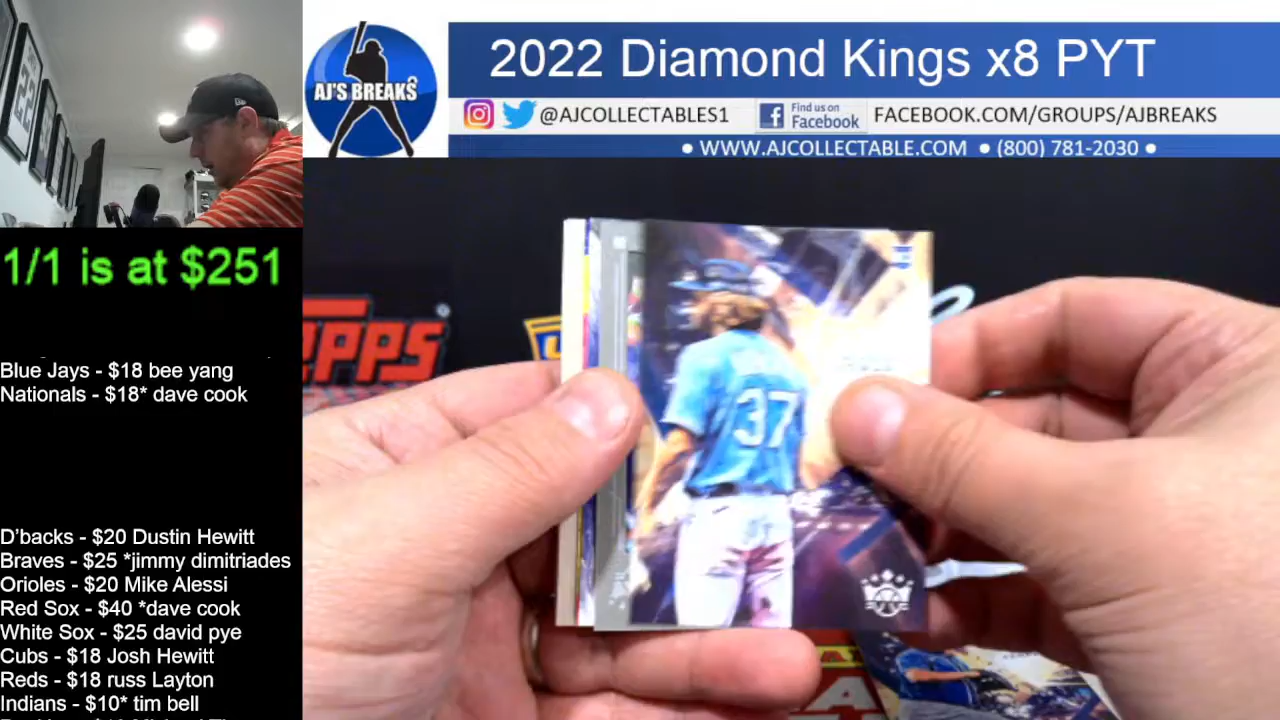 2022 Diamond Kings x8 PYT
AJ'S BREAKS
@AJCOLLECTABLES1
Find us on
Facebook
FACEBOOK.COM/GROUPS/AJBREAKS
• WWW.AJCOLLECTABLE.COM • (800) 781-2030 •
1/1 is at $251
Blue Jays - $18 bee yang
Nationals - $18* dave cook
D'backs - $20 Dustin Hewitt
Braves - $25 *jimmy dimitriades
Orioles - $20 Mike Alessi
Red Sox - $40 *dave cook
White Sox - $25 david pye
Cubs - $18 Josh Hewitt
Reds - $18 russ Layton
Indians - $10* tim bell
37